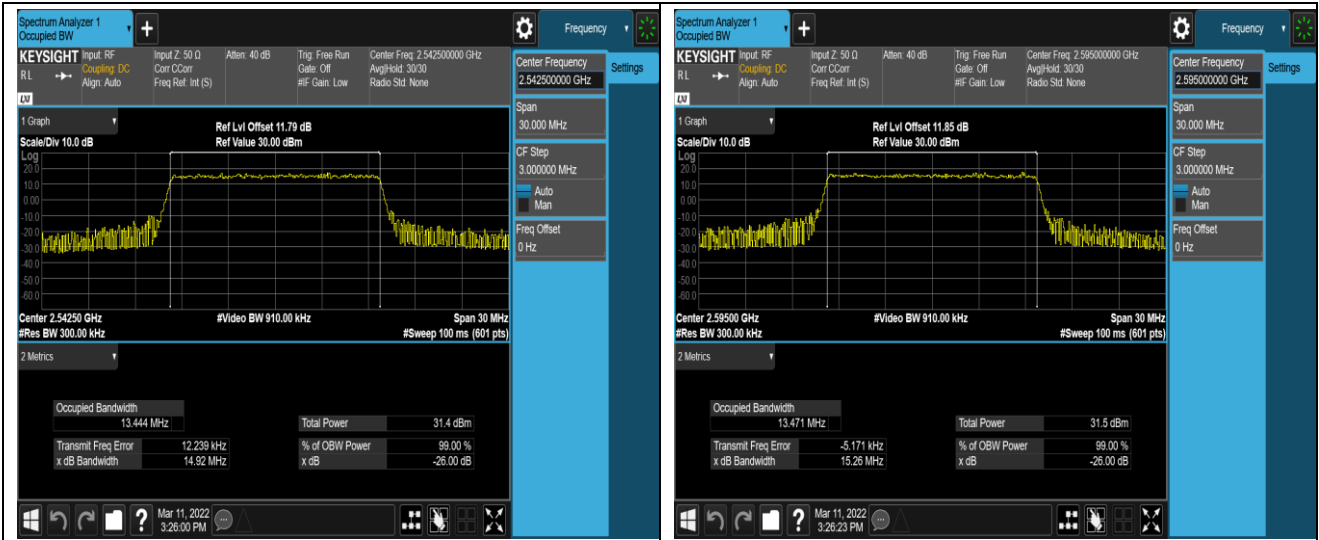 Spectrum Analyzer 1
Occupied BW
+
Frequency
KEYSIGHT
RL
LXI
Input: RF
Coupling: DC
Align: Auto
Input Z: 50 Ω
Corr CCorr
Freq Ref: Int (S)
Atten: 40 dB
Trig: Free Run
Gate: Off
#IF Gain: Low
Center Freq: 2.542500000 GHz
Avg|Hold: 30/30
Radio Std: None
Center Frequency
2.542500000 GHz
Settings
Span
30.000 MHz
CF Step
3.000000 MHz
Auto
Man
Freq Offset
0 Hz
1 Graph
Ref Lvl Offset 11.79 dB
Scale/Div 10.0 dB
Ref Value 30.00 dBm
Log
20.0
10.0
0.00
-10.0
-20.0
-30.0
-40.0
-50.0
-60.0
Center 2.54250 GHz
#Video BW 910.00 kHz
Span 30 MHz
#Res BW 300.00 kHz
#Sweep 100 ms (601 pts)
2 Metrics
Occupied Bandwidth
13.444 MHz
Total Power 31.4 dBm
Transmit Freq Error 12.239 kHz
% of OBW Power 99.00 %
x dB Bandwidth 14.92 MHz
x dB -26.00 dB
?
Mar 11, 2022
3:26:00 PM
Spectrum Analyzer 1
Occupied BW
+
Frequency
KEYSIGHT
RL
LXI
Input: RF
Coupling: DC
Align: Auto
Input Z: 50 Ω
Corr CCorr
Freq Ref: Int (S)
Atten: 40 dB
Trig: Free Run
Gate: Off
#IF Gain: Low
Center Freq: 2.595000000 GHz
Avg|Hold: 30/30
Radio Std: None
Center Frequency
2.595000000 GHz
Settings
Span
30.000 MHz
CF Step
3.000000 MHz
Auto
Man
Freq Offset
0 Hz
1 Graph
Ref Lvl Offset 11.85 dB
Scale/Div 10.0 dB
Ref Value 30.00 dBm
Log
20.0
10.0
0.00
-10.0
-20.0
-30.0
-40.0
-50.0
-60.0
Center 2.59500 GHz
#Video BW 910.00 kHz
Span 30 MHz
#Res BW 300.00 kHz
#Sweep 100 ms (601 pts)
2 Metrics
Occupied Bandwidth
13.471 MHz
Total Power 31.5 dBm
Transmit Freq Error -5.171 kHz
% of OBW Power 99.00 %
x dB Bandwidth 15.26 MHz
x dB -26.00 dB
?
Mar 11, 2022
3:26:23 PM